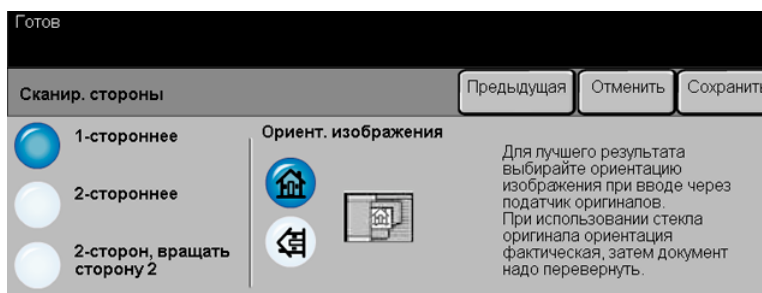 Готов
Сканир. стороны
Предыдущая
Отменить
Сохранить
1-стороннее
2-стороннее
2-сторон, вращать
сторону 2
Ориент. изображения
Для лучшего результата
выбирайте ориентацию
изображения при вводе через
податчик оригиналов.
При использовании стекла
оригинала ориентация
фактическая, затем документ
надо перевернуть.